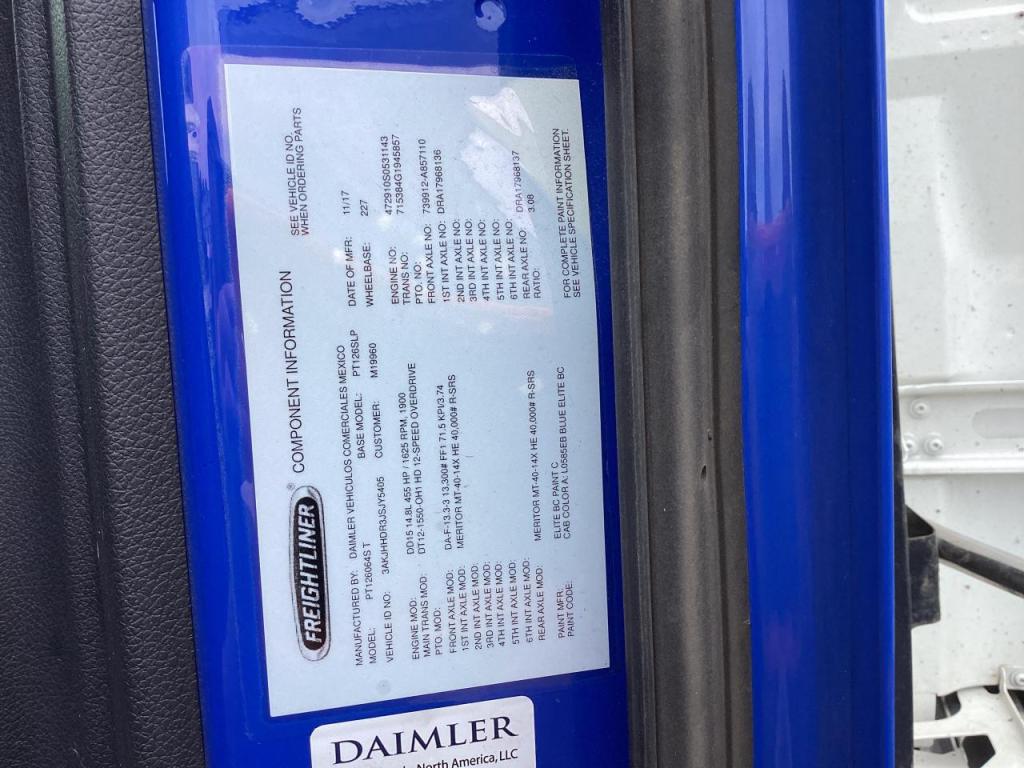 FREIGHTLINER COMPONENT INFORMATION
SEE VEHICLE ID NO.
WHEN ORDERING PARTS
MANUFACTURED BY: DAIMLER VEHICULOS COMERCIALES MEXICO
MODEL: PT126064S T BASE MODEL: PT126SLP DATE OF MFR: 11/17
VEHICLE ID NO: 3AKJHHDR3JSJY5405 CUSTOMER: M19960 WHEELBASE: 227
ENGINE MOD: DD15 14.8L 455 HP / 1625 RPM, 1900 ENGINE NO: 472910S0531143
MAIN TRANS MOD: DT12-1550-OH1 HD 12-SPEED OVERDRIVE TRANS NO: 715384G1945857
PTO. MOD: PTO. NO:
FRONT AXLE MOD: DA-F-13.3-3 13,300# FF1 71.5 KPI/3.74 FRONT AXLE NO: 739912-A857110
1ST INT AXLE MOD: MERITOR MT-40-14X HE 40,000# R-SRS 1ST INT AXLE NO: DRA17968136
2ND INT AXLE MOD: 2ND INT AXLE NO:
3RD INT AXLE MOD: 3RD INT AXLE NO:
4TH INT AXLE MOD: 4TH INT AXLE NO:
5TH INT AXLE MOD: 5TH INT AXLE NO:
6TH INT AXLE MOD: 6TH INT AXLE NO:
REAR AXLE MOD: MERITOR MT-40-14X HE 40,000# R-SRS REAR AXLE NO: DRA17968137
RATIO: 3.08
PAINT MFR: ELITE BC PAINT C FOR COMPLETE PAINT INFORMATION
PAINT CODE: CAB COLOR A: L0585EB BLUE ELITE BC SEE VEHICLE SPECIFICATION SHEET.
DAIMLER
North America, LLC